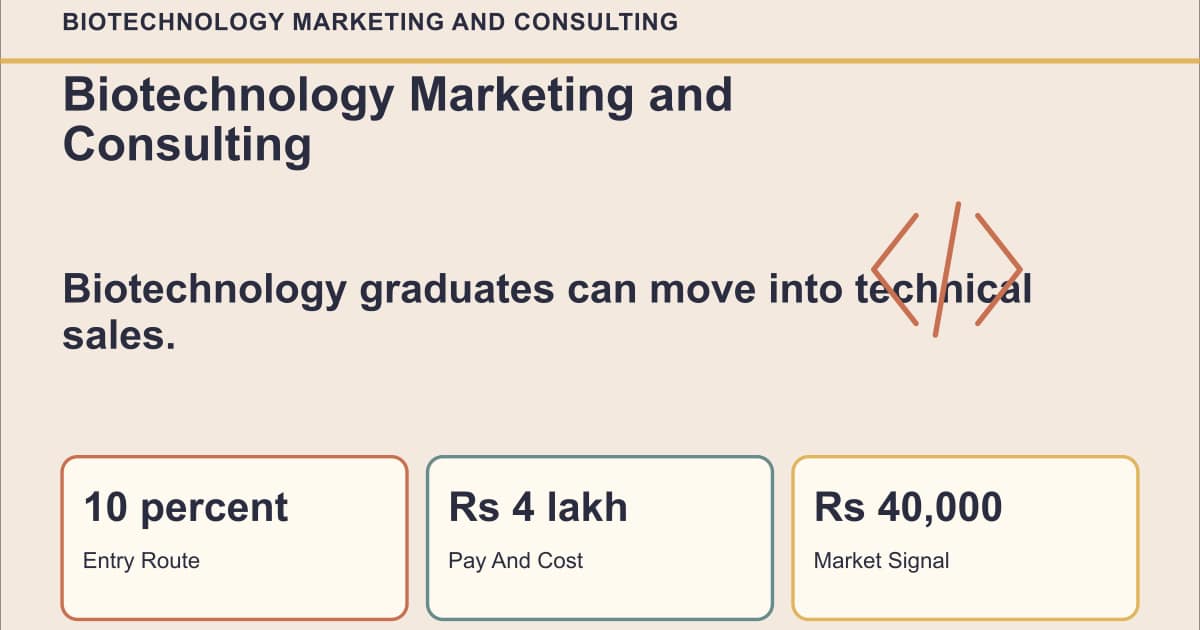 BIOTECHNOLOGY MARKETING AND CONSULTING
Biotechnology Marketing and
Consulting
Biotechnology graduates can move into technical
sales.
10 percent
Entry Route
Rs 4 lakh
Pay And Cost
Rs 40,000
Market Signal